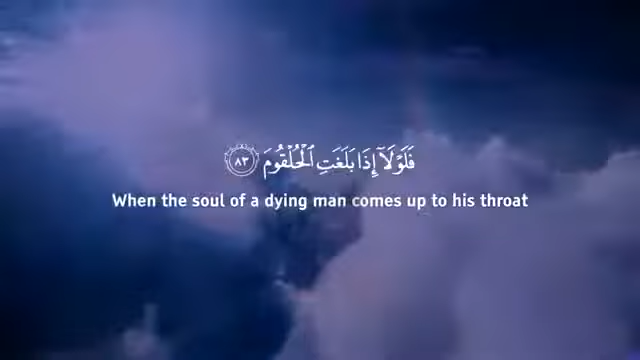 فَلَوْلَآ إِذَا بَلَغَتِ ٱلْحُلْقُومَ ٨٣
When the soul of a dying man comes up to his throat